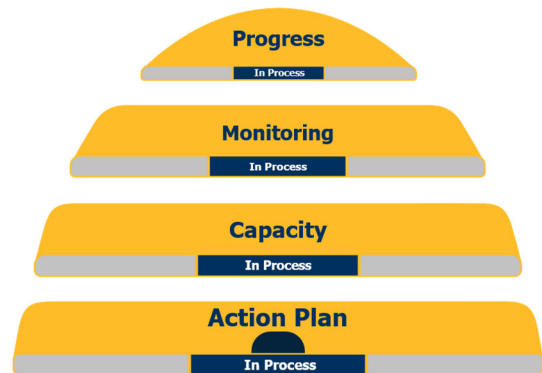 Progress
In Process
Monitoring
In Process
Capacity
In Process
Action Plan
In Process